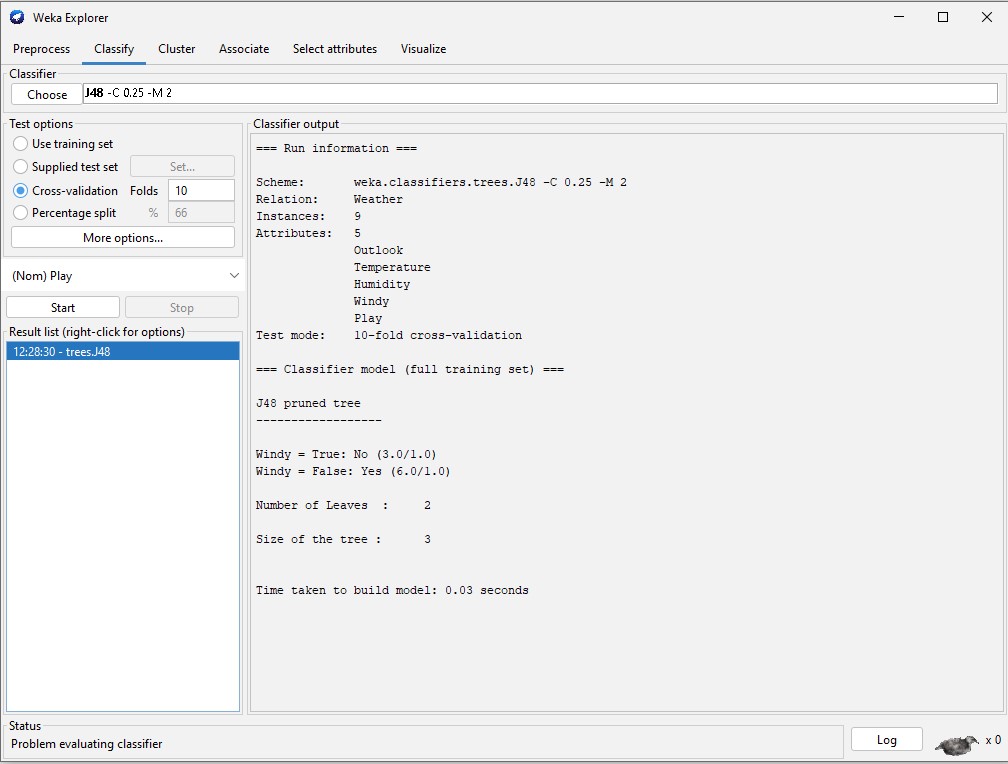 Weka Explorer
Preprocess Classify Cluster Associate Select attributes Visualize
Classifier
Choose J48 -C 0.25 -M 2
Test options
Use training set
Supplied test set Set...
Cross-validation Folds 10
Percentage split % 66
More options...
(Nom) Play
Start Stop
Result list (right-click for options)
12:28:30 - trees.J48
Classifier output
=== Run information ===
Scheme: weka.classifiers.trees.J48 -C 0.25 -M 2
Relation: Weather
Instances: 9
Attributes: 5
Outlook
Temperature
Humidity
Windy
Play
Test mode: 10-fold cross-validation
=== Classifier model (full training set) ===
J48 pruned tree
------------------
Windy = True: No (3.0/1.0)
Windy = False: Yes (6.0/1.0)
Number of Leaves : 2
Size of the tree : 3
Time taken to build model: 0.03 seconds
Status
Problem evaluating classifier
Log x 0